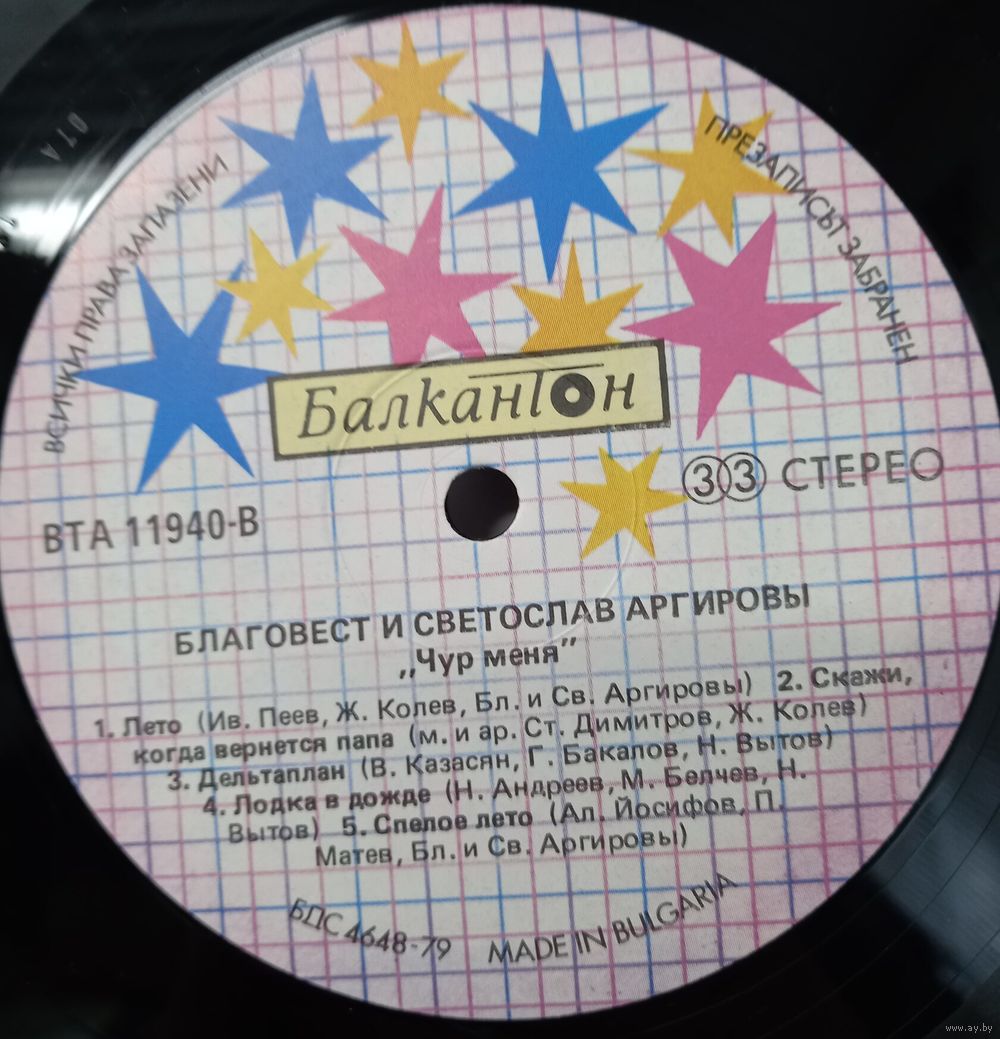 ВСИЧКИ ПРАВА ЗАПАЗЕНИ
ПРЕЗАПИСЪТ ЗАБРАНЕН
Балкантон
33 СТЕРЕО
ВТА 11940-В
БЛАГОВЕСТ И СВЕТОСЛАВ АРГИРОВЫ
„Чур меня”
1. Лето (Ив. Пеев, Ж. Колев, Бл. и Св. Аргировы) 2. Скажи,
когда вернется папа (м. и ар. Ст. Димитров, Ж. Колев)
3. Дельтаплан (В. Казасян, Г. Бакалов, Н. Вытов)
4. Лодка в дожде (Н. Андреев, М. Белчев, Н.
Вытов) 5. Спелое лето (Ал. Йосифов, П.
Матев, Бл. и Св. Аргировы)
БДС 4648-79 MADE IN BULGARIA
www.ay.by